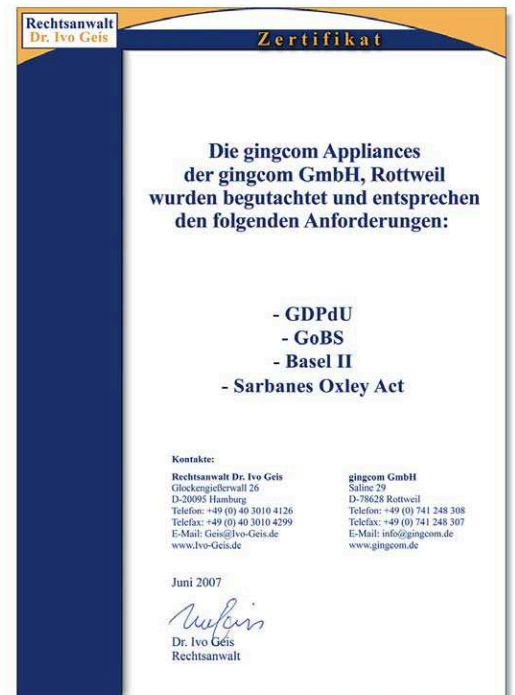 Rechtsanwalt
Dr. Ivo Geis
Zertifikat
Die gingcom Appliances
der gingcom GmbH, Rottweil
wurden begutachtet und entsprechen
den folgenden Anforderungen:
- GDPdU
- GoBS
- Basel II
- Sarbanes Oxley Act
Kontakte:
Rechtsanwalt Dr. Ivo Geis
Glockengießerwall 26
D-20095 Hamburg
Telefon: +49 (0) 40 3010 4126
Telefax: +49 (0) 40 3010 4299
E-Mail: Geis@Ivo-Geis.de
www.Ivo-Geis.de
gingcom GmbH
Saline 29
D-78628 Rottweil
Telefon: +49 (0) 741 248 308
Telefax: +49 (0) 741 248 307
E-Mail: info@gingcom.de
www.gingcom.de
Juni 2007
Dr. Ivo Geis
Rechtsanwalt